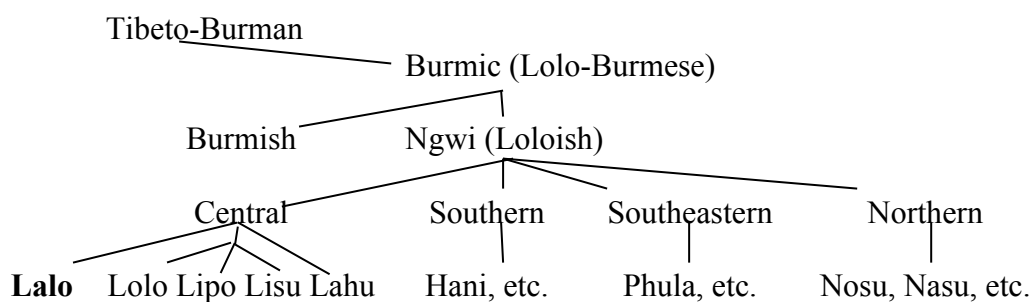 Tibeto-Burman
Burmic (Lolo-Burmese)
Burmish Ngwi (Loloish)
Central Southern Southeastern Northern
Lalo Lolo Lipo Lisu Lahu Hani, etc. Phula, etc. Nosu, Nasu, etc.